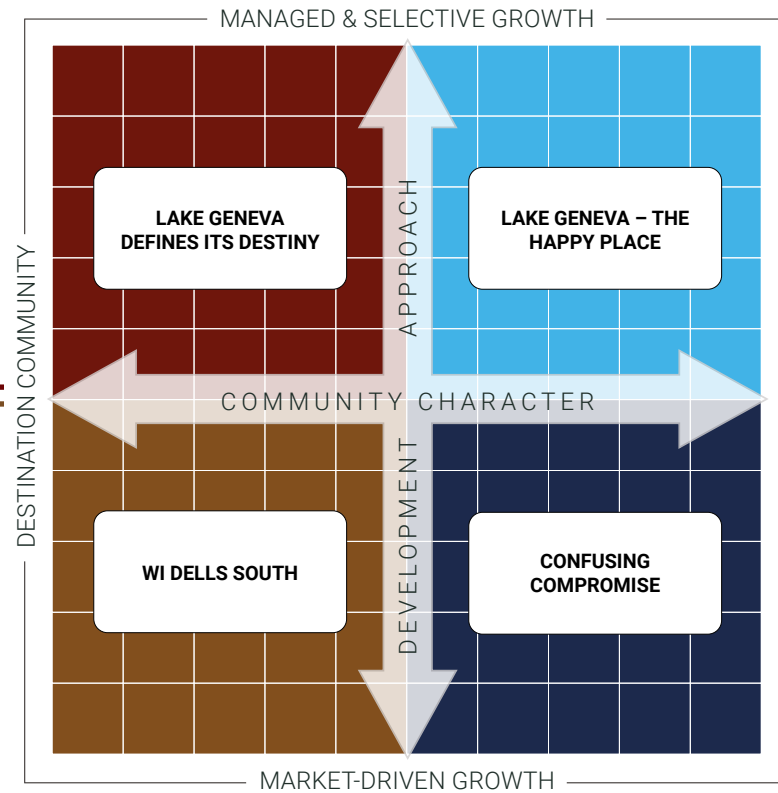 MANAGED & SELECTIVE GROWTH
LAKE GENEVA
DEFINES ITS DESTINY
LAKE GENEVA – THE
HAPPY PLACE
APPROACH
DESTINATION COMMUNITY
COMMUNITY CHARACTER
DEVELOPMENT
WI DELLS SOUTH
CONFUSING
COMPROMISE
MARKET-DRIVEN GROWTH